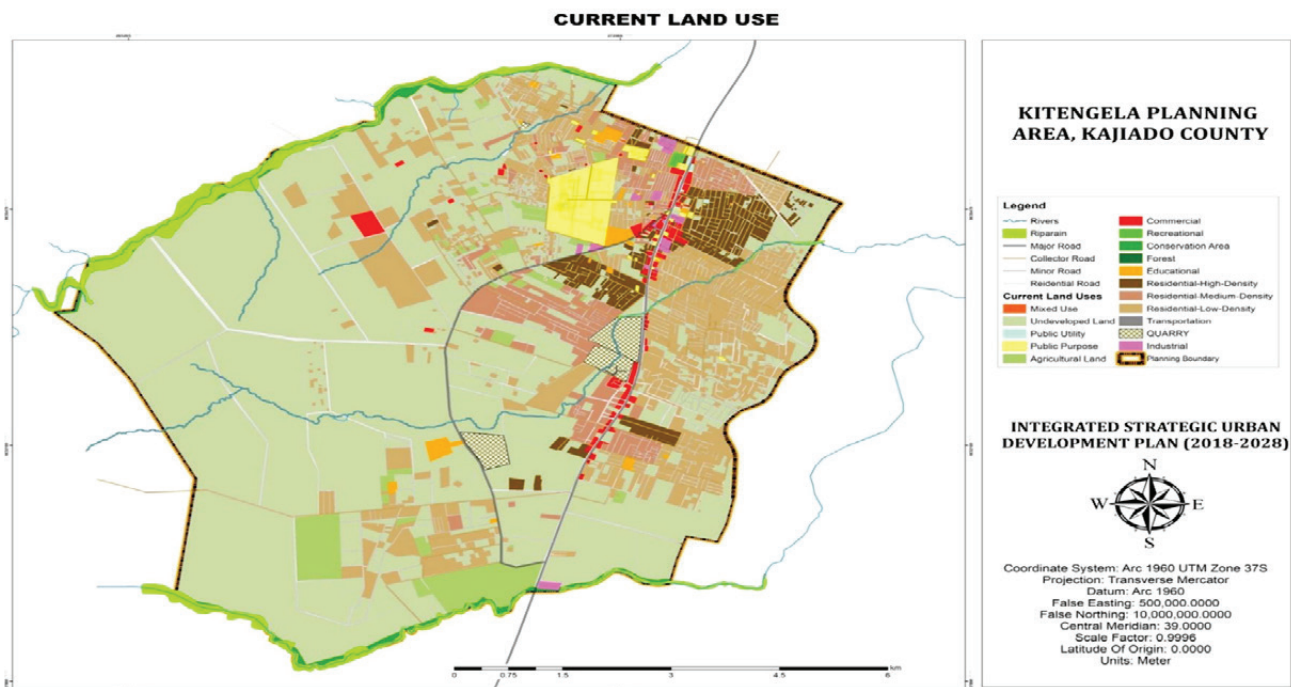 CURRENT LAND USE
KITENGELA PLANNING
AREA, KAJIADO COUNTY
Legend
Rivers
Riparain
Major Road
Collector Road
Minor Road
Reidential Road
Current Land Uses
Mixed Use
Undeveloped Land
Public Utility
Public Purpose
Agricultural Land
Commercial
Recreational
Conservation Area
Forest
Educational
Residential-High-Density
Residential-Medium-Density
Residential-Low-Density
Transportation
QUARRY
Industrial
Planning Boundary
INTEGRATED STRATEGIC URBAN
DEVELOPMENT PLAN (2018-2028)
N
W E
S
Coordinate System: Arc 1960 UTM Zone 37S
Projection: Transverse Mercator
Datum: Arc 1960
False Easting: 500,000.0000
False Northing: 10,000,000.0000
Central Meridian: 39.0000
Scale Factor: 0.9996
Latitude Of Origin: 0.0000
Units: Meter
km
0 0.75 1.5 3 4.5 6